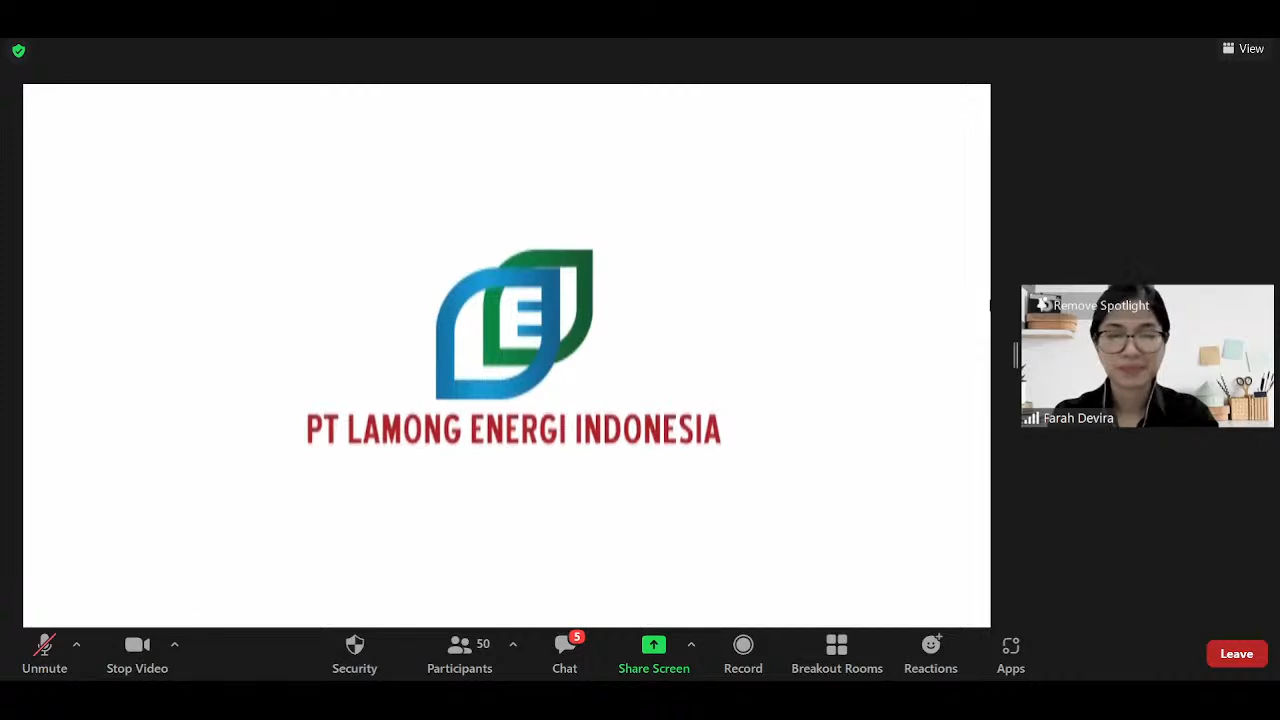 View
LE
PT LAMONG ENERGI INDONESIA
Remove Spotlight
Farah Devira
Unmute
Stop Video
Security
50
Participants
5
Chat
Share Screen
Record
Breakout Rooms
Reactions
Apps
Leave